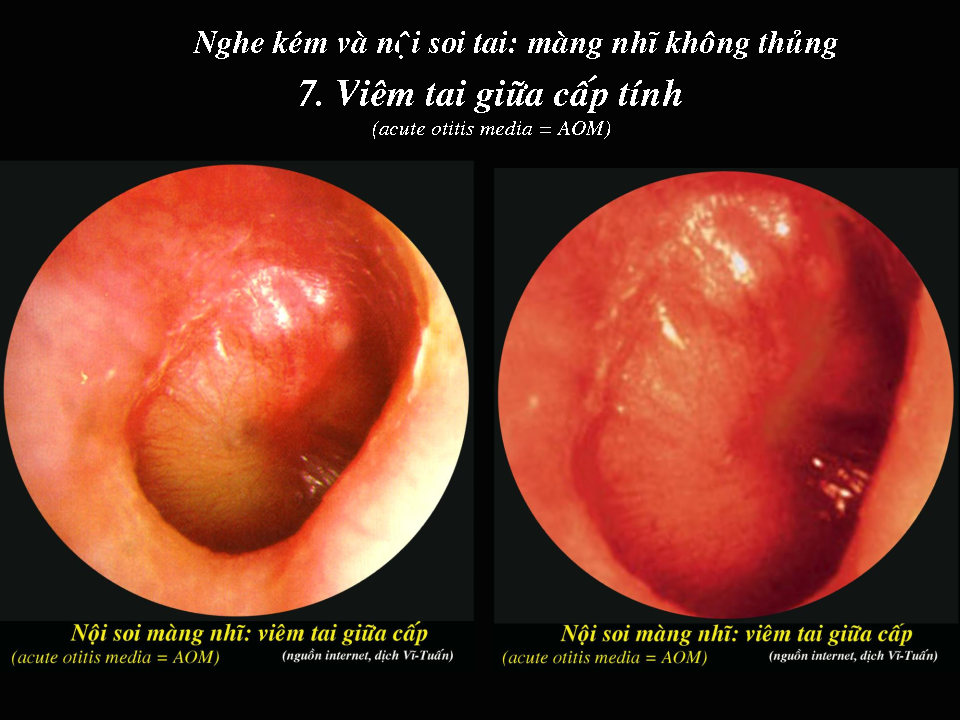 Nghe kém và nội soi tai: màng nhĩ không thủng
7. Viêm tai giữa cấp tính
(acute otitis media = AOM)
Nội soi màng nhĩ: viêm tai giữa cấp
(acute otitis media = AOM) (nguồn internet, dịch Vĩ-Tuấn)
Nội soi màng nhĩ: viêm tai giữa cấp
(acute otitis media = AOM) (nguồn internet, dịch Vĩ-Tuấn)